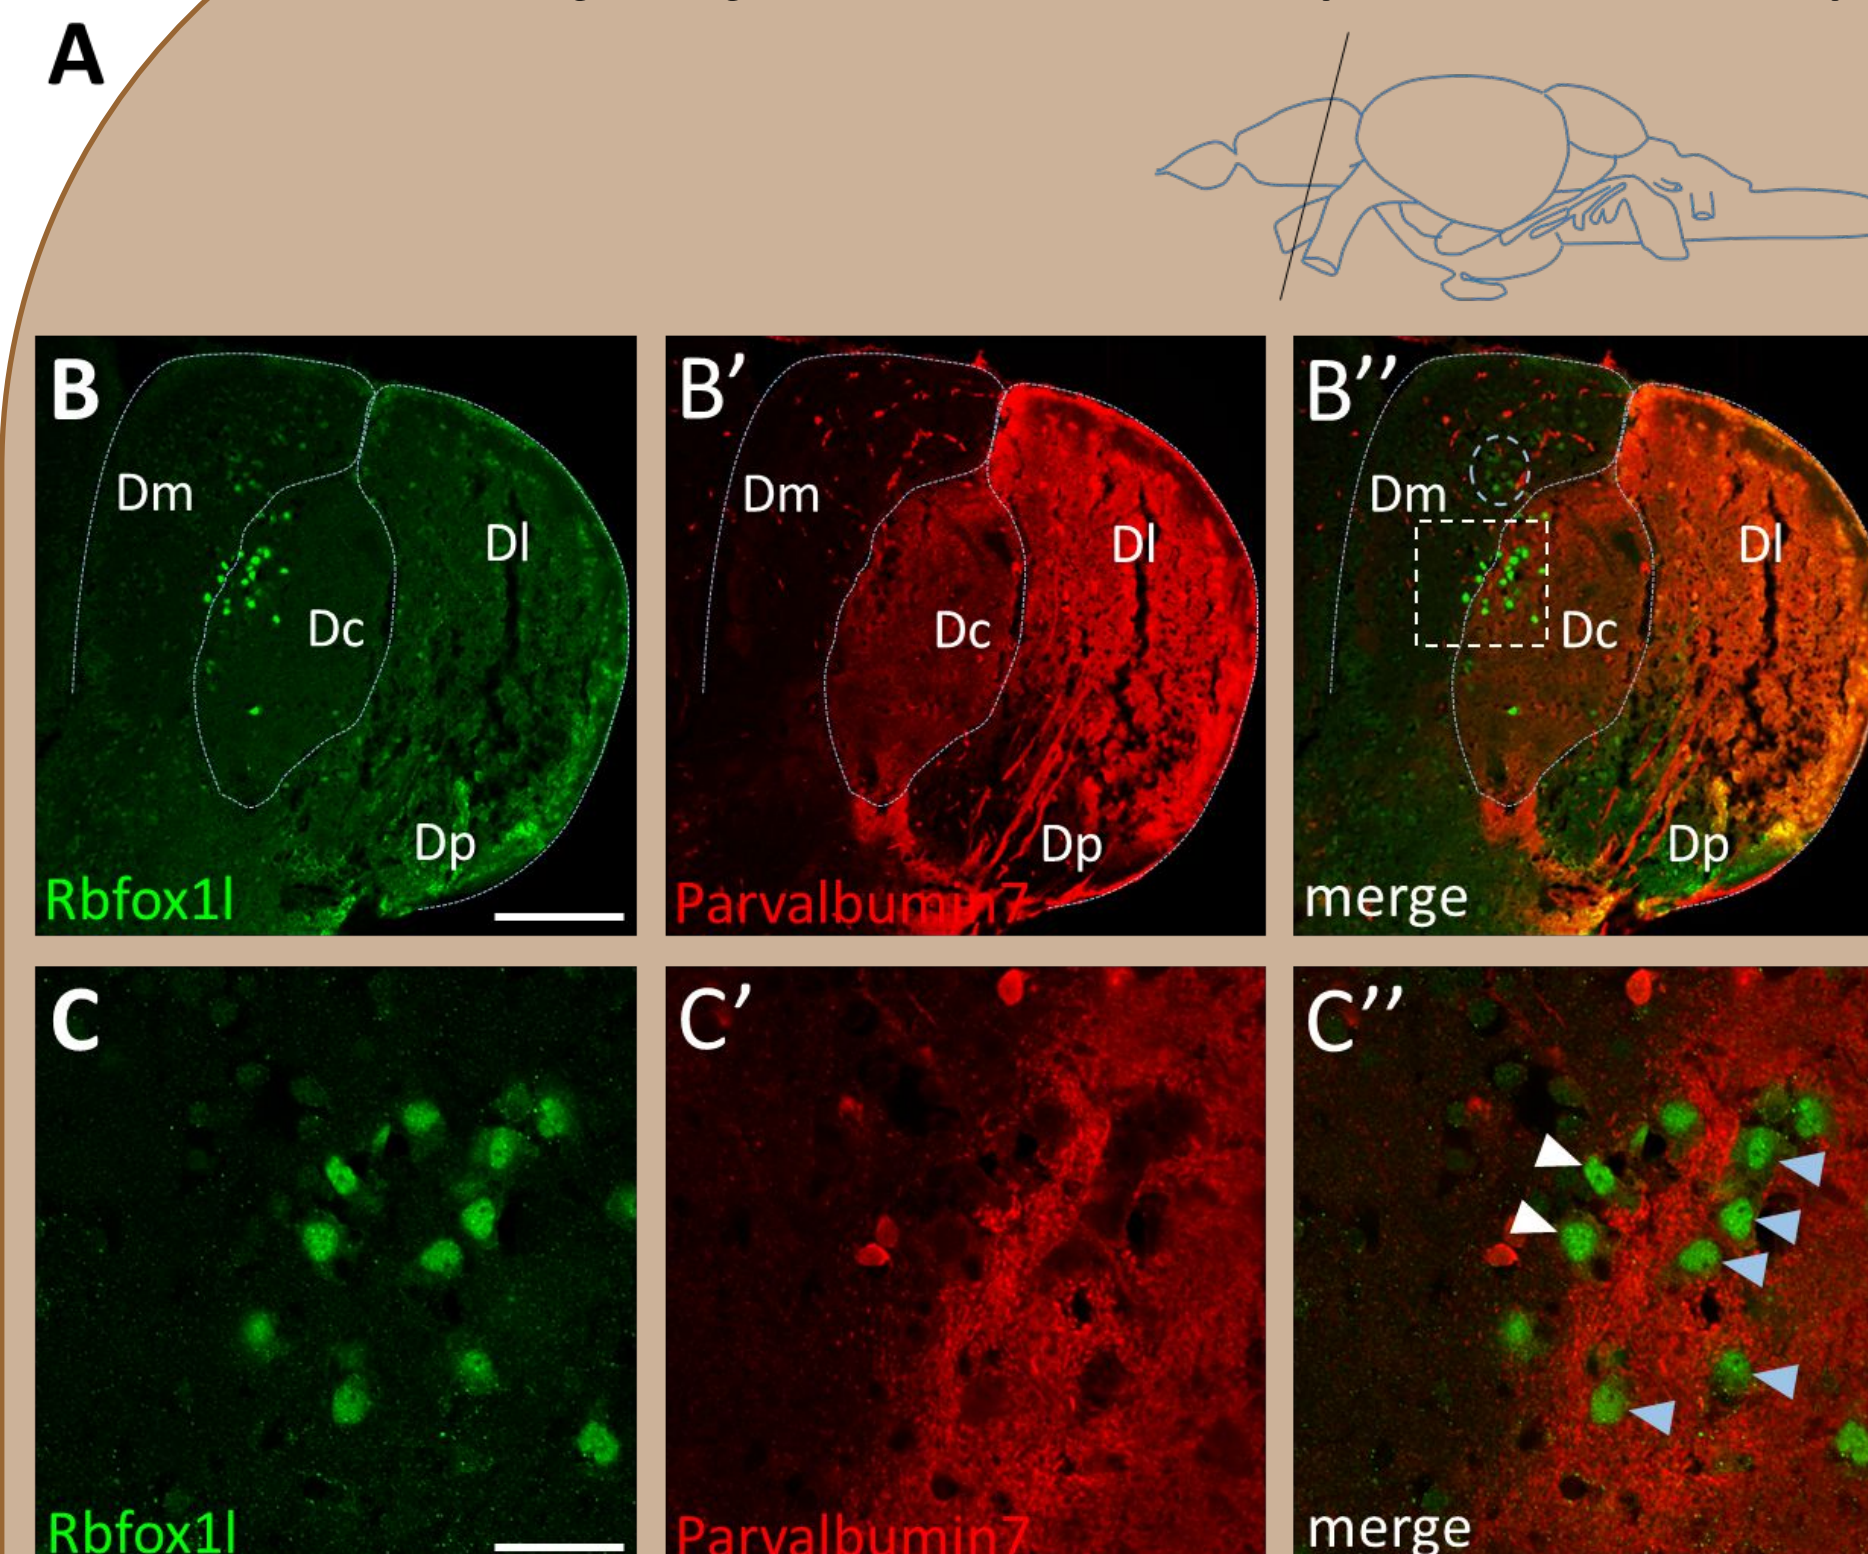 A
B
Dm
Dl
Dc
Dp
Rbfox1l
B’
Dm
Dl
Dc
Dp
Parvalbumin7
B’’
Dm
Dl
Dc
Dp
merge
C
Rbfox1l
C’
Parvalbumin7
C’’
merge